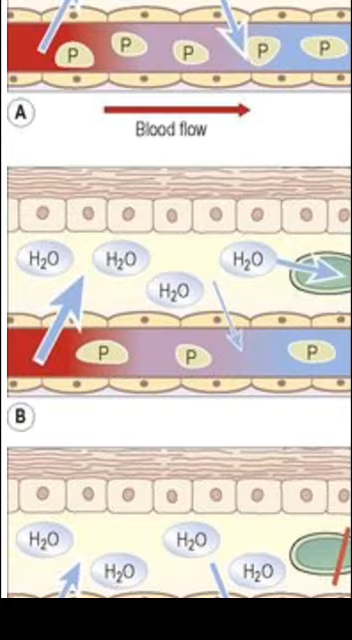 P P P P P
A
Blood flow
H₂O H₂O H₂O
H₂O
P P P
B
H₂O H₂O
H₂O H₂O